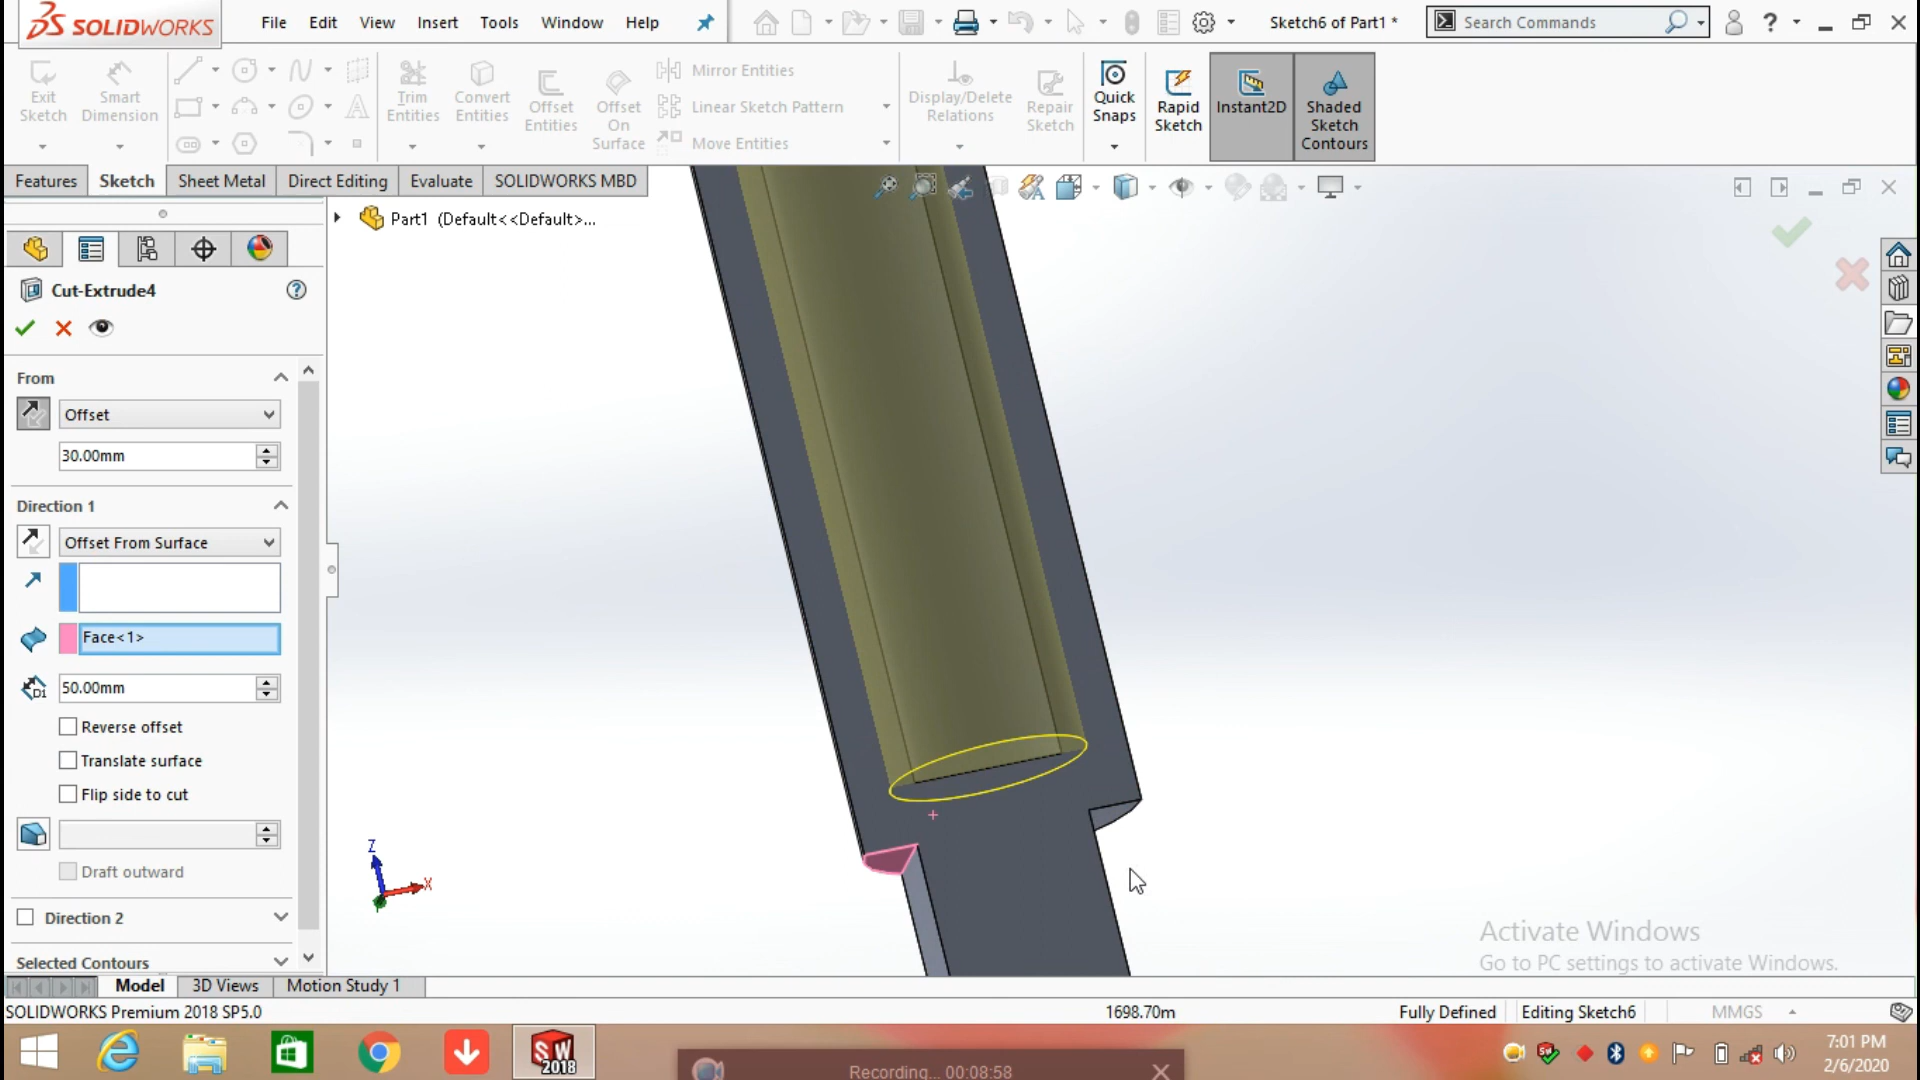 SOLIDWORKS File Edit View Insert Tools Window Help Sketch6 of Part1 * Search Commands ?
Exit Sketch
Smart Dimension
Trim Entities
Convert Entities
Offset Entities
Offset On Surface
Mirror Entities
Linear Sketch Pattern
Move Entities
Display/Delete Relations
Repair Sketch
Quick Snaps
Rapid Sketch
Instant2D
Shaded Sketch Contours
Features Sketch Sheet Metal Direct Editing Evaluate SOLIDWORKS MBD
Part1 (Default<<Default>...
Cut-Extrude4
From
Offset
30.00mm
Direction 1
Offset From Surface
Face<1>
D1
50.00mm
Reverse offset
Translate surface
Flip side to cut
Draft outward
Direction 2
Selected Contours
Z
X
Activate Windows
Go to PC settings to activate Windows.
Model 3D Views Motion Study 1
SOLIDWORKS Premium 2018 SP5.0 1698.70m Fully Defined Editing Sketch6 MMGS
SW 2018
Recording... 00:08:58
7:01 PM
2/6/2020